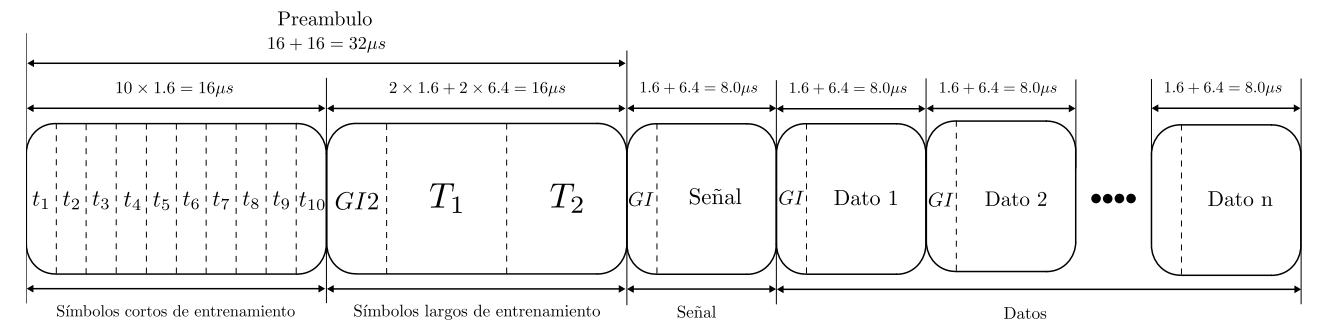 Preambulo
16 + 16 = 32μs
10 × 1.6 = 16μs
2 × 1.6 + 2 × 6.4 = 16μs
1.6 + 6.4 = 8.0μs
1.6 + 6.4 = 8.0μs
1.6 + 6.4 = 8.0μs
1.6 + 6.4 = 8.0μs
t1 t2 t3 t4 t5 t6 t7 t8 t9 t10
GI2 T1 T2
GI Señal
GI Dato 1
GI Dato 2
Dato n
Símbolos cortos de entrenamiento
Símbolos largos de entrenamiento
Señal
Datos